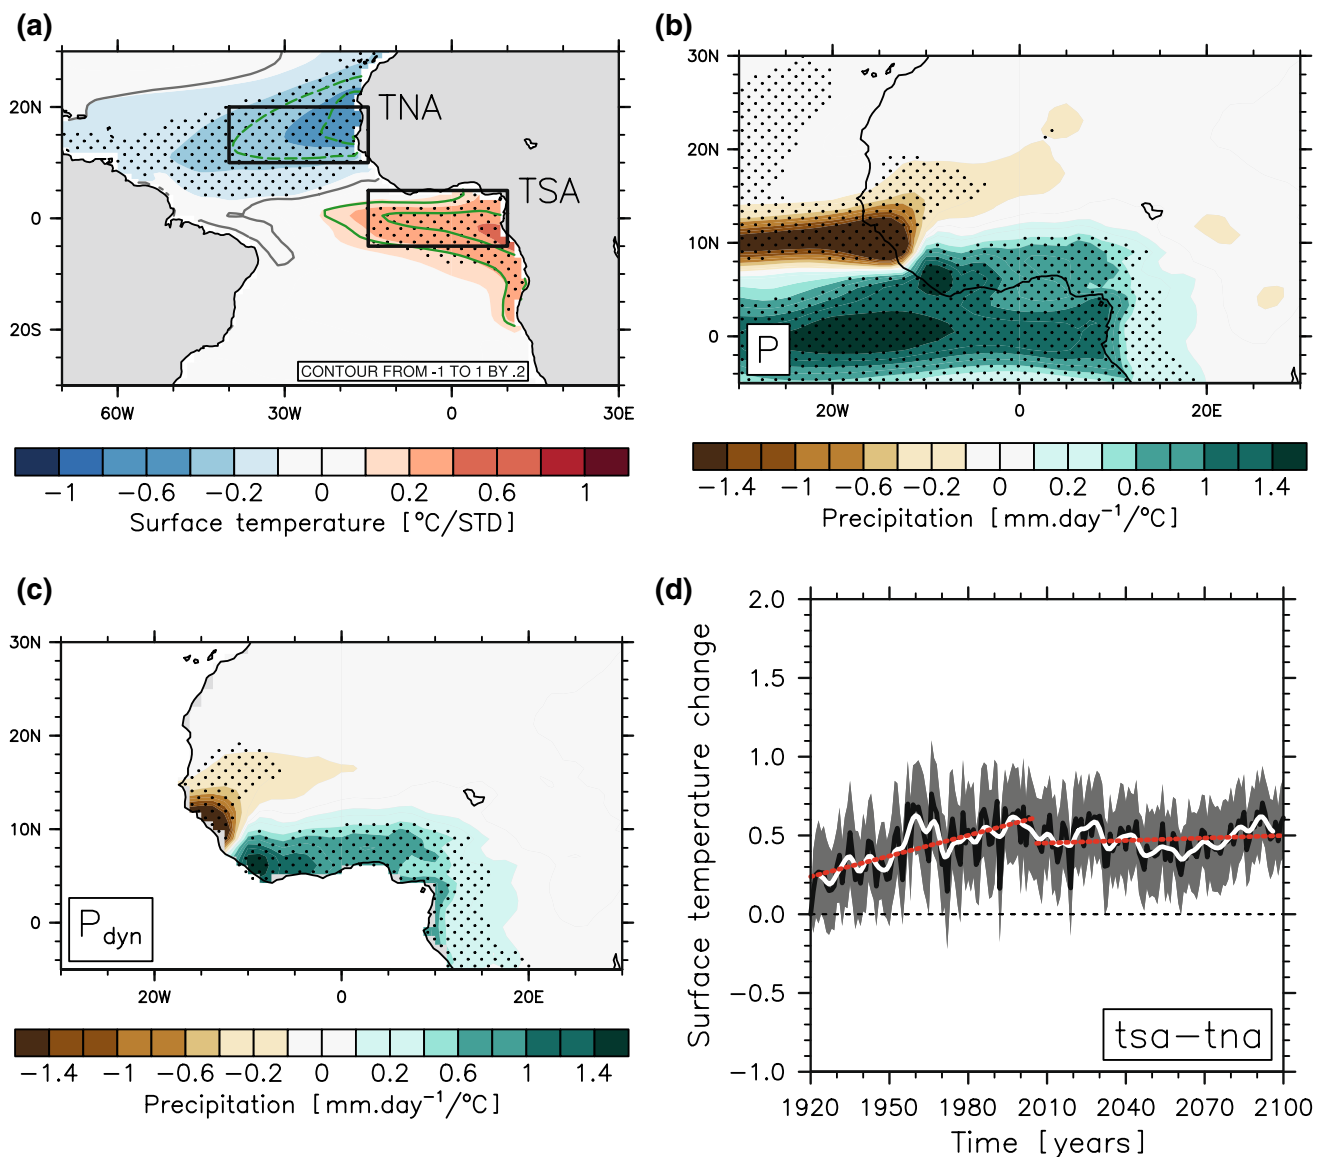 (a)
TNA
TSA
20N
0
20S
CONTOUR FROM -1 TO 1 BY .2
60W 30W 0 30E
−1 −0.6 −0.2 0 0.2 0.6 1
Surface temperature [°C/STD]
(b)
30N
20N
10N
0
P
20W 0 20E
−1.4 −1 −0.6 −0.2 0 0.2 0.6 1 1.4
Precipitation [mm.day⁻¹/°C]
(c)
30N
20N
10N
0
Pdyn
20W 0 20E
−1.4 −1 −0.6 −0.2 0 0.2 0.6 1 1.4
Precipitation [mm.day⁻¹/°C]
(d)
Surface temperature change
2.0
1.5
1.0
0.5
0.0
−0.5
−1.0
tsa−tna
1920 1950 1980 2010 2040 2070 2100
Time [years]